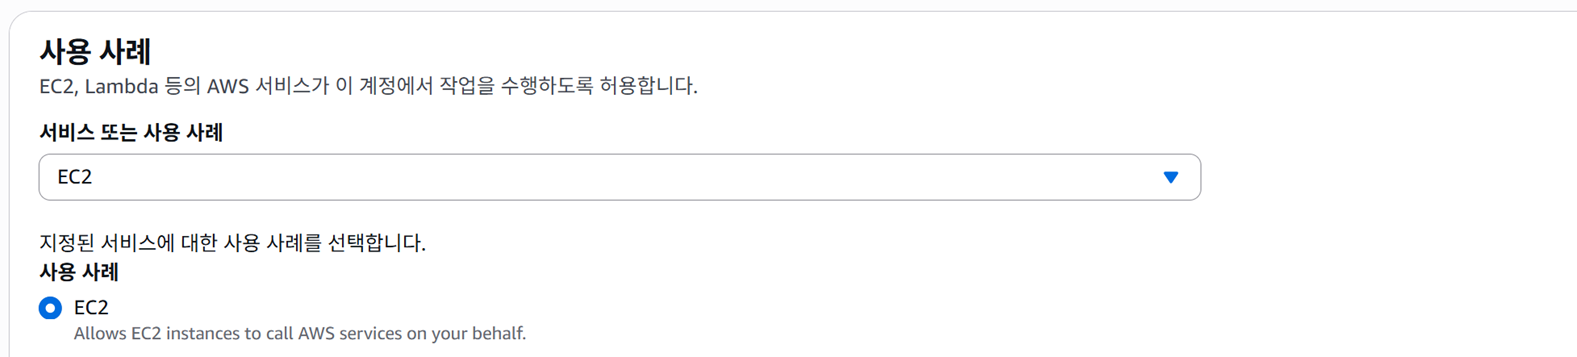 사용 사례
EC2, Lambda 등의 AWS 서비스가 이 계정에서 작업을 수행하도록 허용합니다.
서비스 또는 사용 사례
EC2
지정된 서비스에 대한 사용 사례를 선택합니다.
사용 사례
EC2
Allows EC2 instances to call AWS services on your behalf.